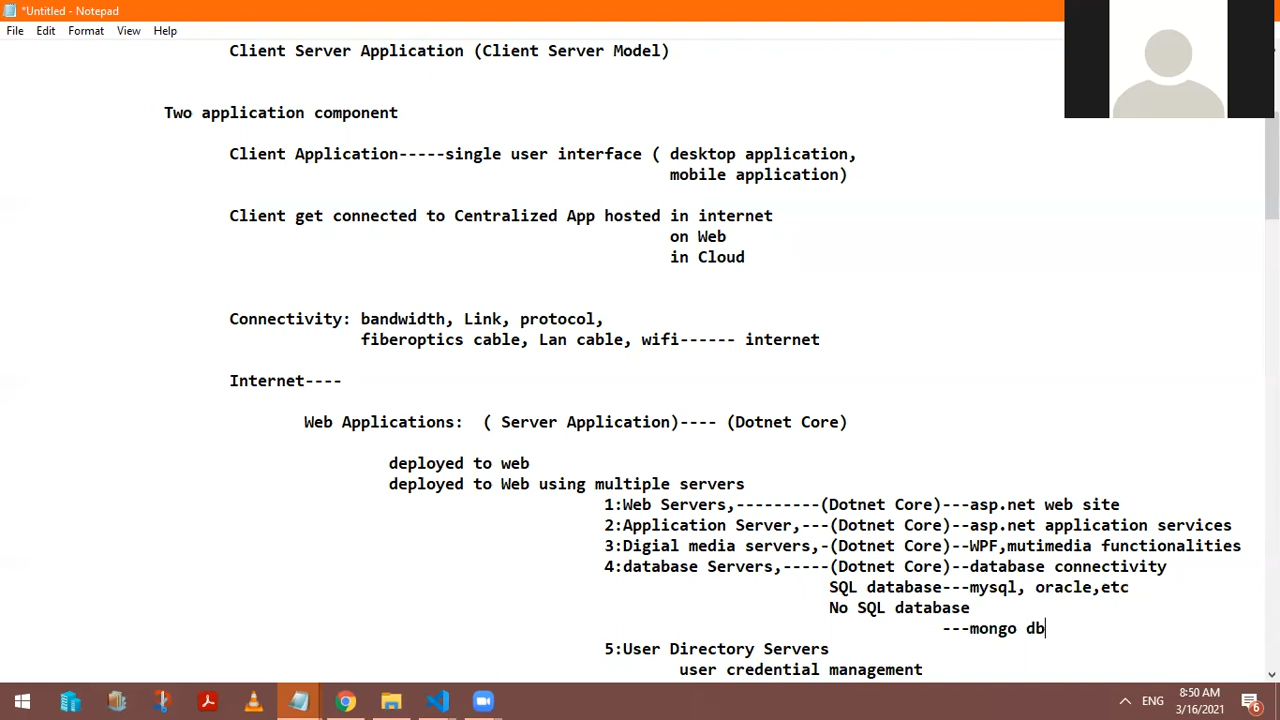 *Untitled - Notepad
File Edit Format View Help
Client Server Application (Client Server Model)
Two application component
Client Application-----single user interface ( desktop application,
mobile application)
Client get connected to Centralized App hosted in internet
on Web
in Cloud
Connectivity: bandwidth, Link, protocol,
fiberoptics cable, Lan cable, wifi------ internet
Internet----
Web Applications: ( Server Application)---- (Dotnet Core)
deployed to web
deployed to Web using multiple servers
1:Web Servers,---------(Dotnet Core)---asp.net web site
2:Application Server,---(Dotnet Core)--asp.net application services
3:Digial media servers,-(Dotnet Core)--WPF,mutimedia functionalities
4:database Servers,-----(Dotnet Core)--database connectivity
SQL database---mysql, oracle,etc
No SQL database
---mongo db
5:User Directory Servers
user credential management
ENG
8:50 AM
3/16/2021
6